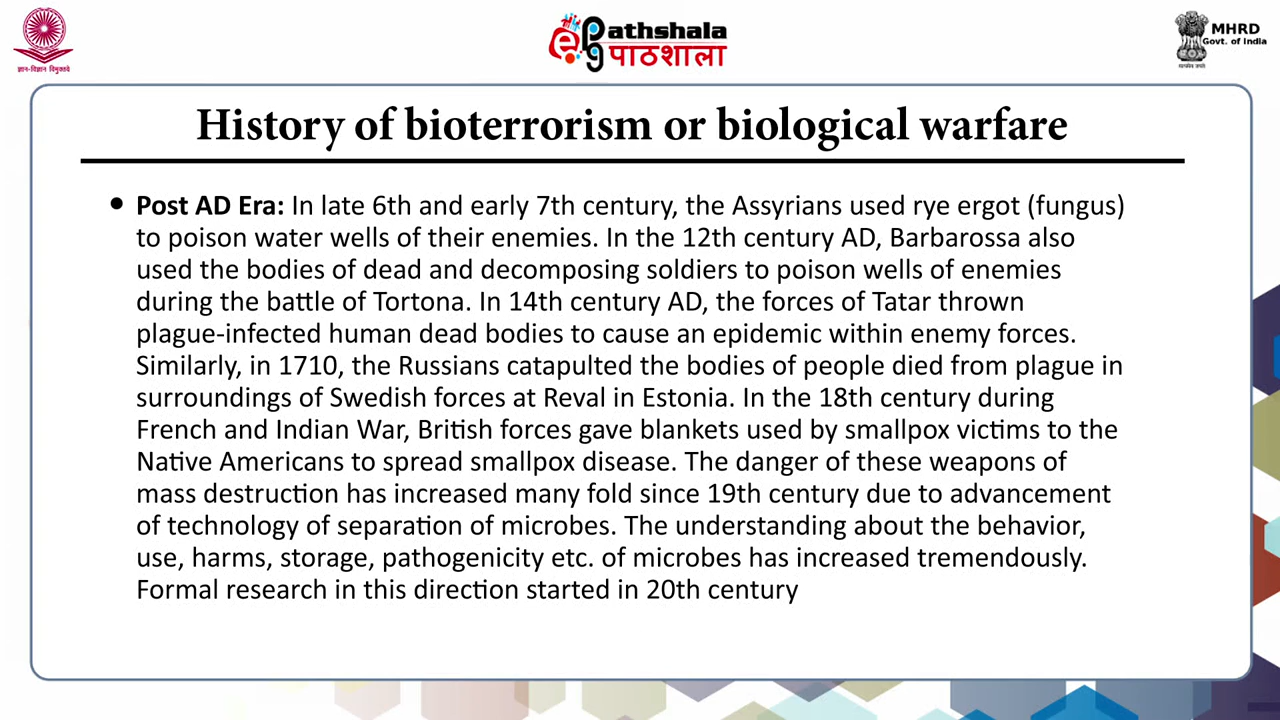 ज्ञान-विज्ञान विमुक्तये
ePathshala
पाठशाला
MHRD
Govt. of India
सत्यमेव जयते
History of bioterrorism or biological warfare
• Post AD Era: In late 6th and early 7th century, the Assyrians used rye ergot (fungus)
to poison water wells of their enemies. In the 12th century AD, Barbarossa also
used the bodies of dead and decomposing soldiers to poison wells of enemies
during the battle of Tortona. In 14th century AD, the forces of Tatar thrown
plague-infected human dead bodies to cause an epidemic within enemy forces.
Similarly, in 1710, the Russians catapulted the bodies of people died from plague in
surroundings of Swedish forces at Reval in Estonia. In the 18th century during
French and Indian War, British forces gave blankets used by smallpox victims to the
Native Americans to spread smallpox disease. The danger of these weapons of
mass destruction has increased many fold since 19th century due to advancement
of technology of separation of microbes. The understanding about the behavior,
use, harms, storage, pathogenicity etc. of microbes has increased tremendously.
Formal research in this direction started in 20th century